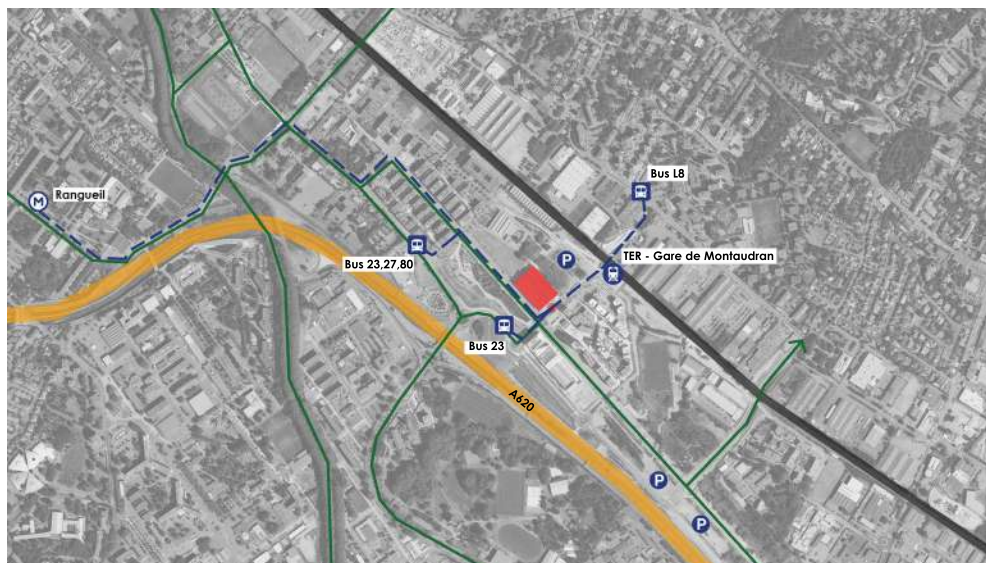 Bus L8
M Rangueil
TER - Gare de Montaudran
P
Bus 23,27,80
Bus 23
A620
P
P